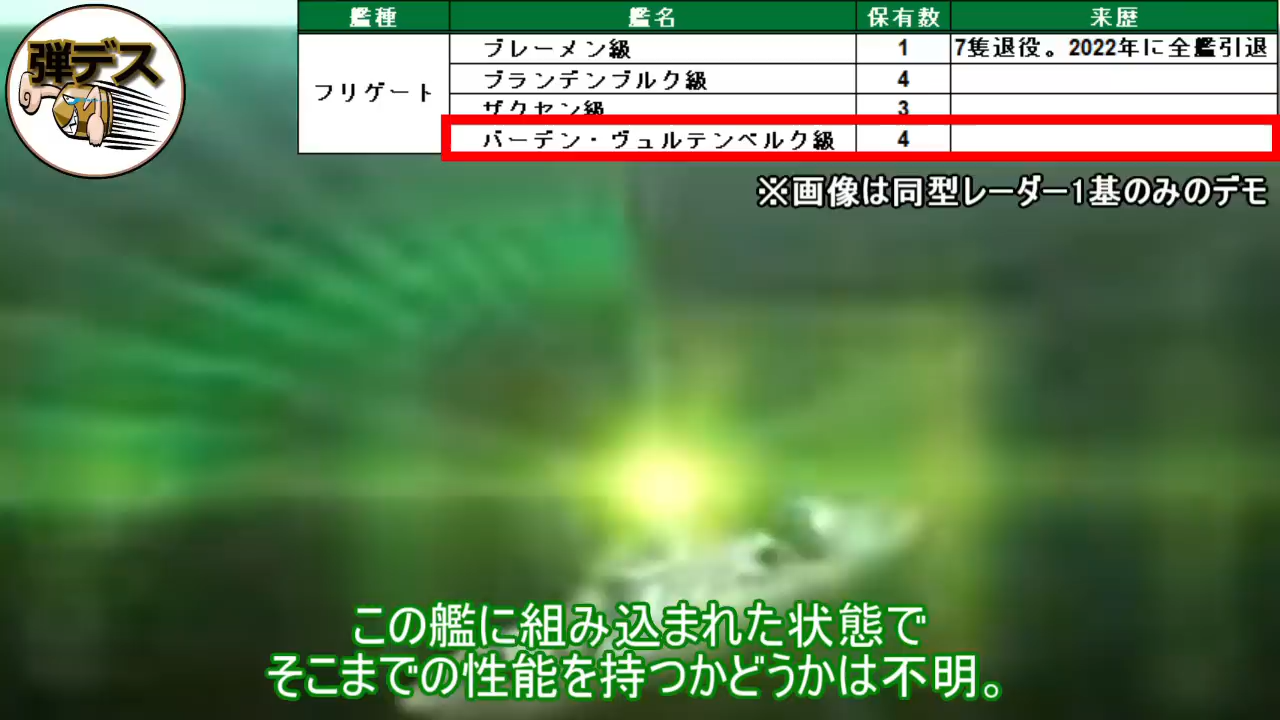 弾デス
艦種 艦名 保有数 来歴
フリゲート
ブレーメン級 1 7隻退役。2022年に全艦引退
ブランデンブルク級 4
ザクセン級 3
バーデン・ヴュルテンベルク級 4
※画像は同型レーダー1基のみのデモ
この艦に組み込まれた状態で
そこまでの性能を持つかどうかは不明。